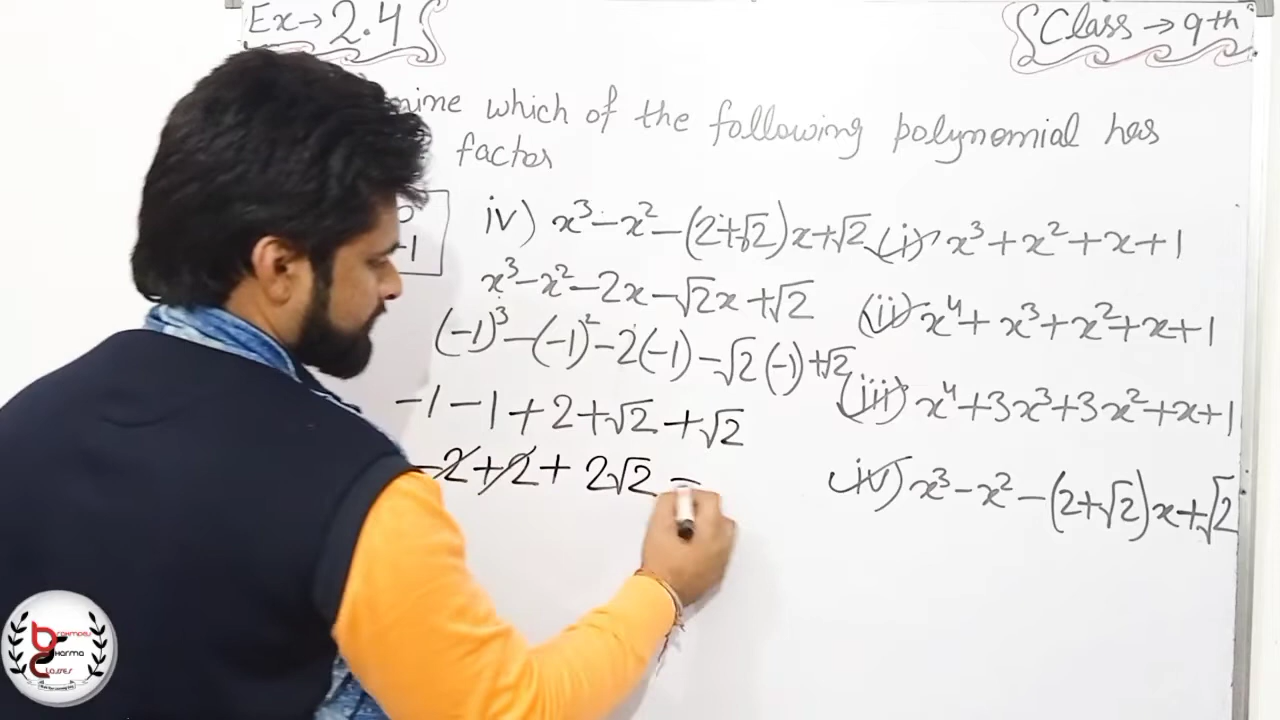 Ex → 2.4
Class → 9th
mine which of the following polynomial has
factor
-1
iv) x³ - x² - (2+√2)x + √2
x³ - x² - 2x - √2x + √2
(-1)³ - (-1)² - 2(-1) - √2(-1) + √2
-1 - 1 + 2 + √2 + √2
-2 + 2 + 2√2 =
(i) x³ + x² + x + 1
(ii) x⁴ + x³ + x² + x + 1
(iii) x⁴ + 3x³ + 3x² + x + 1
iv) x³ - x² - (2+√2)x + √2
SHARMA
CLASSES